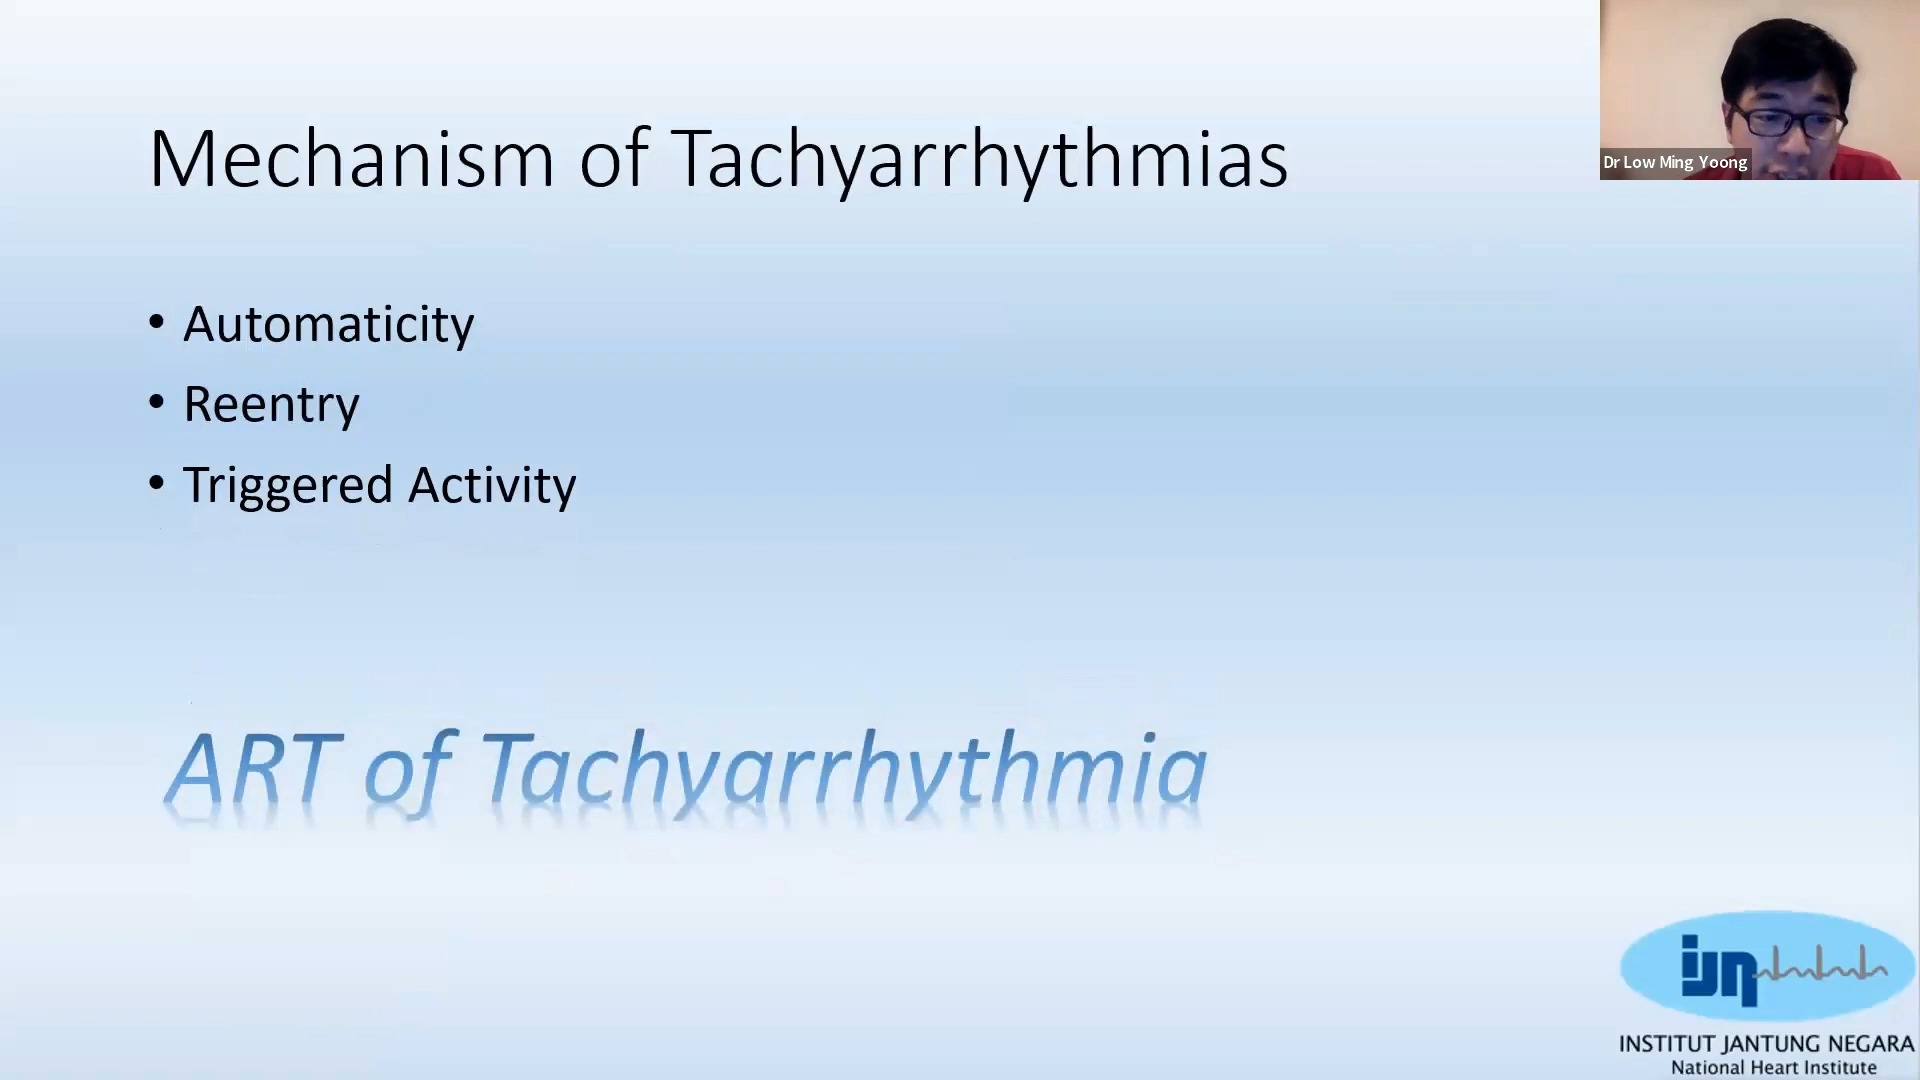 Mechanism of Tachyarrhythmias
Dr Low Ming Yoong
• Automaticity
• Reentry
• Triggered Activity
ART of Tachyarrhythmia
ijn
INSTITUT JANTUNG NEGARA
National Heart Institute